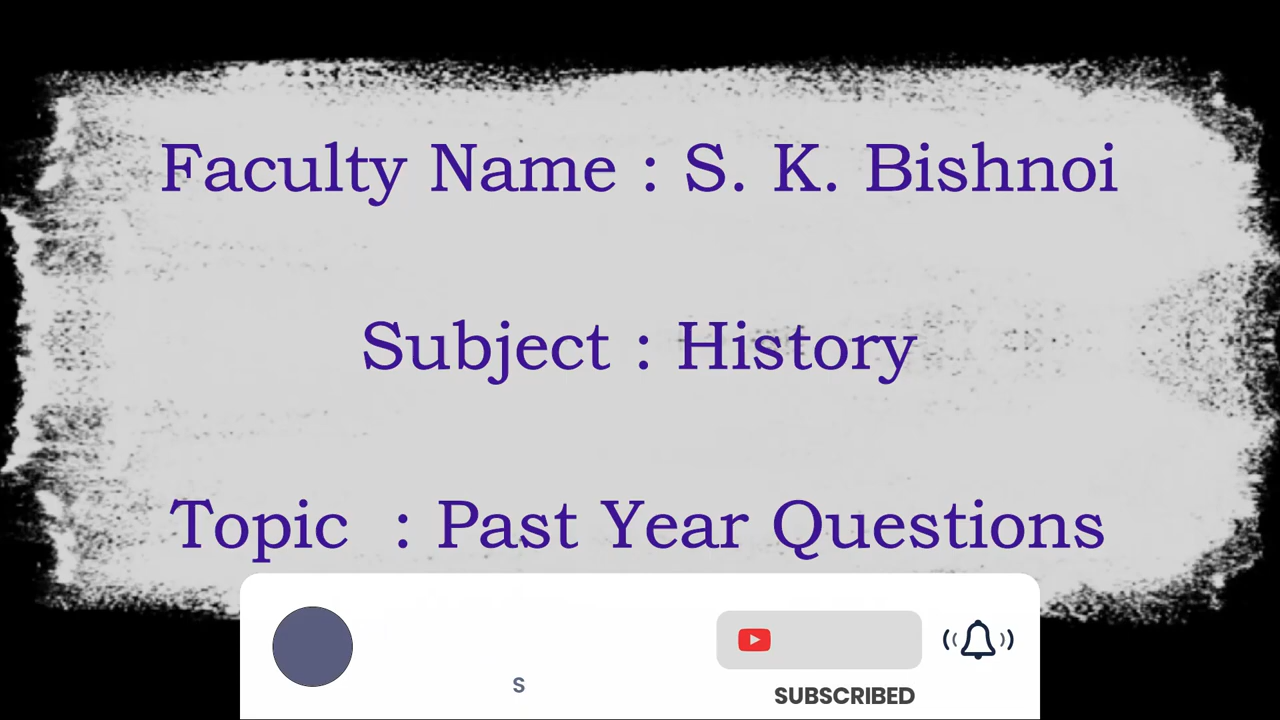 Faculty Name : S. K. Bishnoi
Subject : History
Topic : Past Year Questions
S
SUBSCRIBED